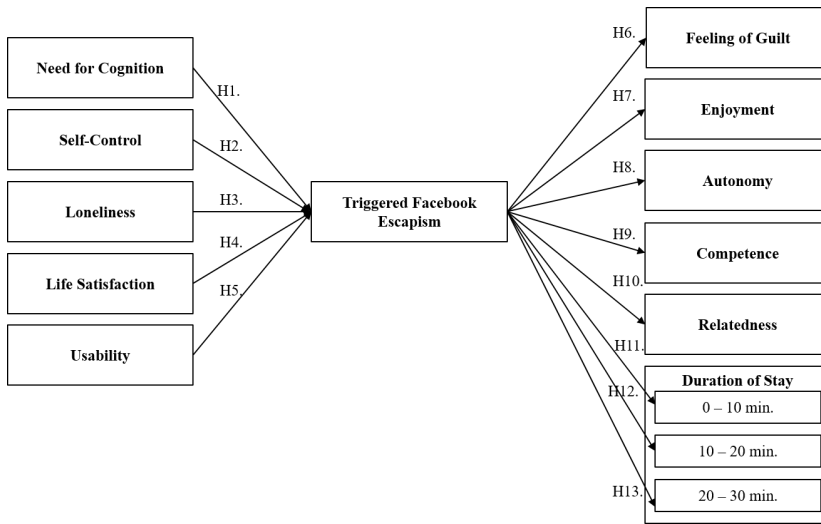 Need for Cognition
Self-Control
Loneliness
Life Satisfaction
Usability
H1.
H2.
H3.
H4.
H5.
Triggered Facebook
Escapism
H6.
H7.
H8.
H9.
H10.
H11.
H12.
H13.
Feeling of Guilt
Enjoyment
Autonomy
Competence
Relatedness
Duration of Stay
0 – 10 min.
10 – 20 min.
20 – 30 min.